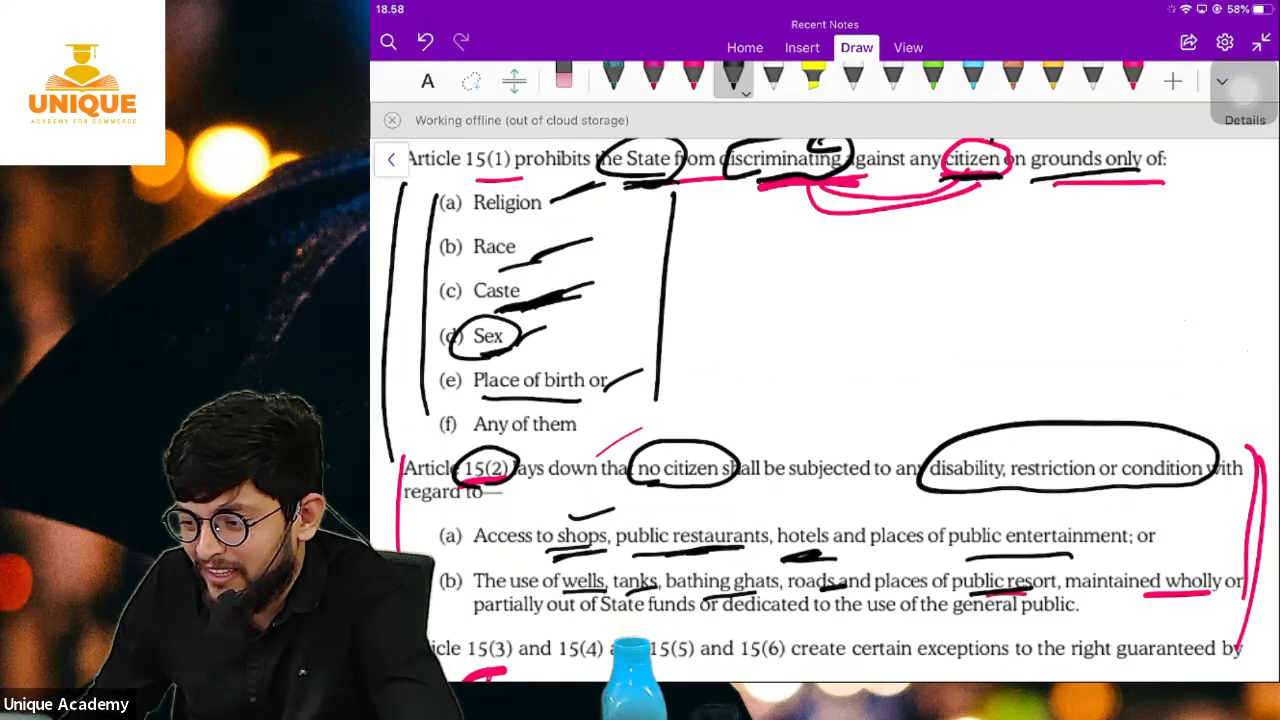 18.58
58%
Recent Notes
Home Insert Draw View
A
Working offline (out of cloud storage)
Details
UNIQUE
ACADEMY FOR COMMERCE
Article 15(1) prohibits the State from discriminating against any citizen on grounds only of:
(a) Religion
(b) Race
(c) Caste
(d) Sex
(e) Place of birth or
(f) Any of them
Article 15(2) lays down that no citizen shall be subjected to any disability, restriction or condition with
regard to—
(a) Access to shops, public restaurants, hotels and places of public entertainment; or
(b) The use of wells, tanks, bathing ghats, roads and places of public resort, maintained wholly or
partially out of State funds or dedicated to the use of the general public.
15(3) and 15(4) 15(5) and 15(6) create certain exceptions to the right guaranteed by
Unique Academy